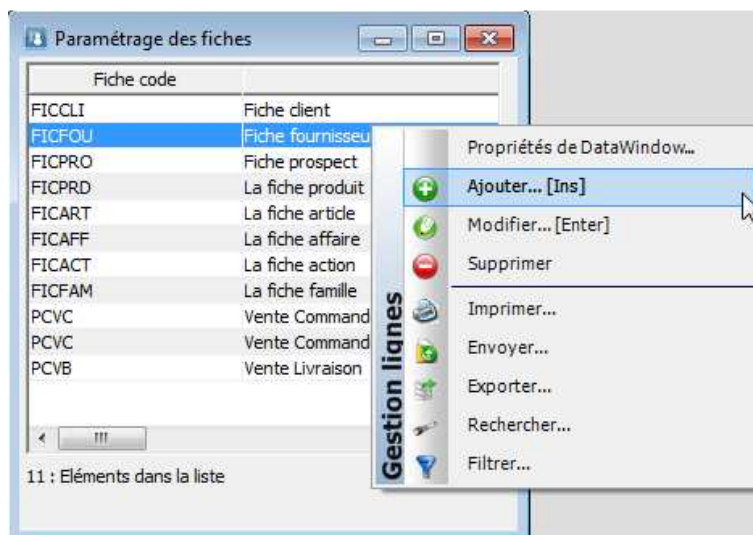 Paramétrage des fiches
Fiche code
FICCLI Fiche client
FICFOU Fiche fournisseu
FICPRO Fiche prospect
FICPRD La fiche produit
FICART La fiche article
FICAFF La fiche affaire
FICACT La fiche action
FICFAM La fiche famille
PCVC Vente Command
PCVC Vente Command
PCVB Vente Livraison
11 : Eléments dans la liste
Gestion lignes
Propriétés de DataWindow...
Ajouter... [Ins]
Modifier... [Enter]
Supprimer
Imprimer...
Envoyer...
Exporter...
Rechercher...
Filtrer...